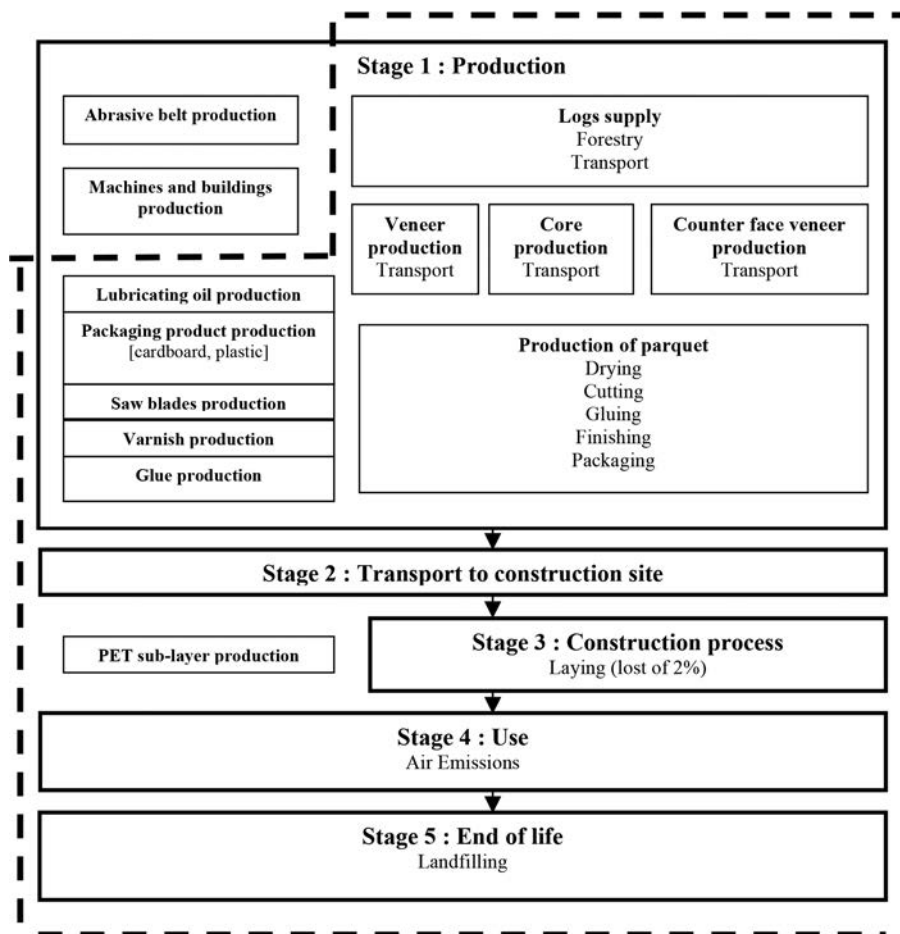 Stage 1 : Production
Abrasive belt production
Machines and buildings
production
Lubricating oil production
Packaging product production
[cardboard, plastic]
Saw blades production
Varnish production
Glue production
Logs supply
Forestry
Transport
Veneer
production
Transport
Core
production
Transport
Counter face veneer
production
Transport
Production of parquet
Drying
Cutting
Gluing
Finishing
Packaging
Stage 2 : Transport to construction site
PET sub-layer production
Stage 3 : Construction process
Laying (lost of 2%)
Stage 4 : Use
Air Emissions
Stage 5 : End of life
Landfilling